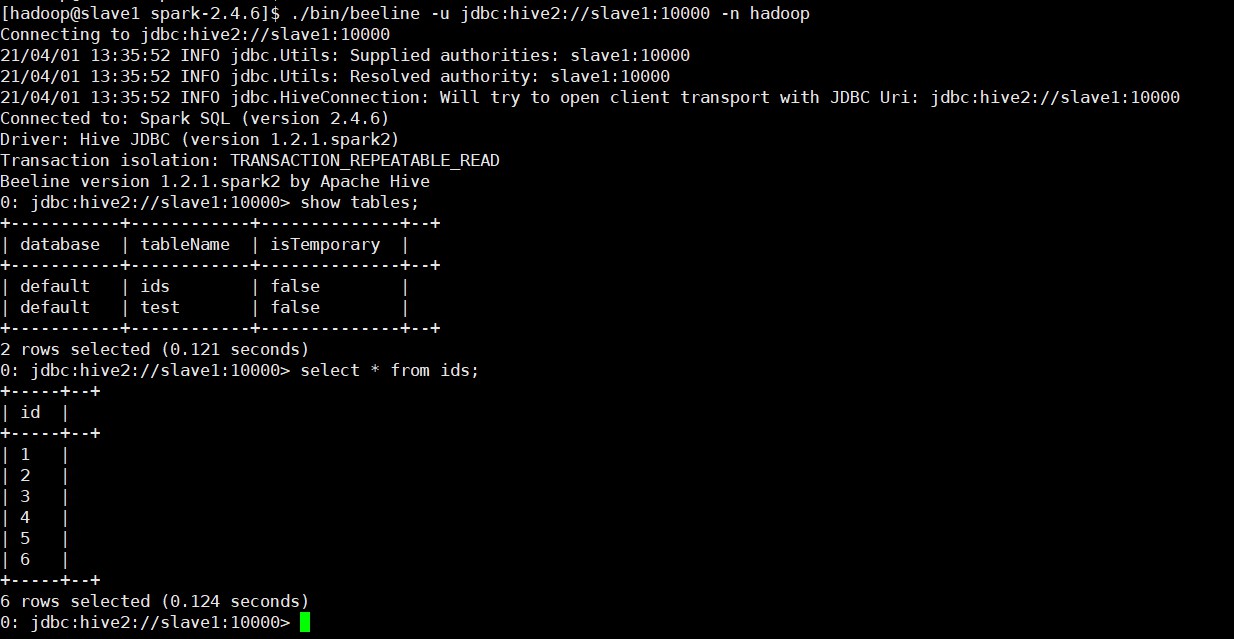 [hadoop@slave1 spark-2.4.6]$ ./bin/beeline -u jdbc:hive2://slave1:10000 -n hadoop
Connecting to jdbc:hive2://slave1:10000
21/04/01 13:35:52 INFO jdbc.Utils: Supplied authorities: slave1:10000
21/04/01 13:35:52 INFO jdbc.Utils: Resolved authority: slave1:10000
21/04/01 13:35:52 INFO jdbc.HiveConnection: Will try to open client transport with JDBC Uri: jdbc:hive2://slave1:10000
Connected to: Spark SQL (version 2.4.6)
Driver: Hive JDBC (version 1.2.1.spark2)
Transaction isolation: TRANSACTION_REPEATABLE_READ
Beeline version 1.2.1.spark2 by Apache Hive
0: jdbc:hive2://slave1:10000> show tables;
+-----------+------------+--------------+--+
| database  | tableName  | isTemporary  |
+-----------+------------+--------------+--+
| default   | ids        | false        |
| default   | test       | false        |
+-----------+------------+--------------+--+
2 rows selected (0.121 seconds)
0: jdbc:hive2://slave1:10000> select * from ids;
+-----+--+
| id  |
+-----+--+
| 1   |
| 2   |
| 3   |
| 4   |
| 5   |
| 6   |
+-----+--+
6 rows selected (0.124 seconds)
0: jdbc:hive2://slave1:10000>